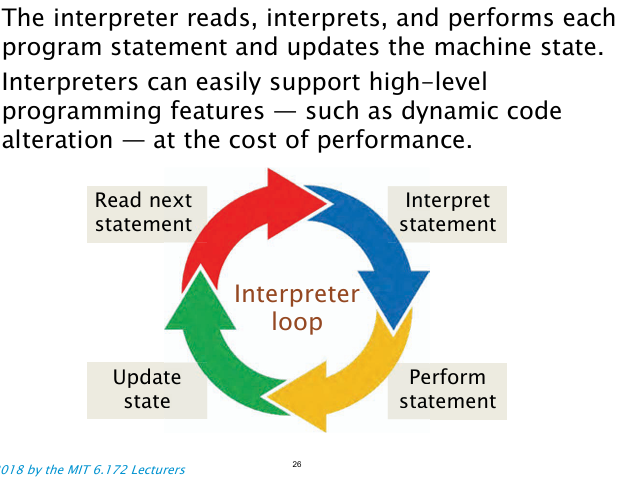 The interpreter reads, interprets, and performs each
program statement and updates the machine state.
Interpreters can easily support high-level
programming features — such as dynamic code
alteration — at the cost of performance.
Read next
statement
Interpret
statement
Interpreter
loop
Update
state
Perform
statement
by the MIT 6.172 Lecturers
26